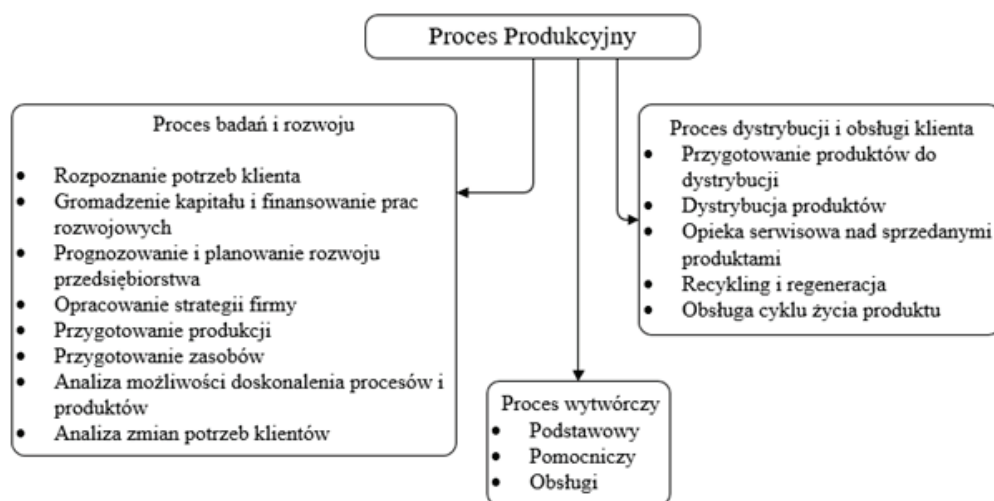 Proces Produkcyjny
Proces badań i rozwoju
• Rozpoznanie potrzeb klienta
• Gromadzenie kapitału i finansowanie prac
rozwojowych
• Prognozowanie i planowanie rozwoju
przedsiębiorstwa
• Opracowanie strategii firmy
• Przygotowanie produkcji
• Przygotowanie zasobów
• Analiza możliwości doskonalenia procesów i
produktów
• Analiza zmian potrzeb klientów
Proces wytwórczy
• Podstawowy
• Pomocniczy
• Obsługi
Proces dystrybucji i obsługi klienta
• Przygotowanie produktów do
dystrybucji
• Dystrybucja produktów
• Opieka serwisowa nad sprzedanymi
produktami
• Recykling i regeneracja
• Obsługa cyklu życia produktu